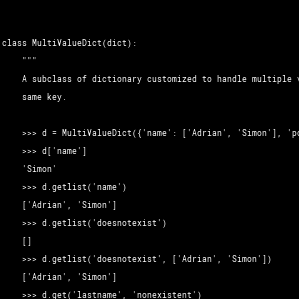 class MultiValueDict(dict):
"""
A subclass of dictionary customized to handle multiple
same key.
>>> d = MultiValueDict({'name': ['Adrian', 'Simon'],
>>> d['name']
'Simon'
>>> d.getlist('name')
['Adrian', 'Simon']
>>> d.getlist('doesnotexist')
[]
>>> d.getlist('doesnotexist', ['Adrian', 'Simon'])
['Adrian', 'Simon']
>>> d.get('lastname', 'nonexistent')